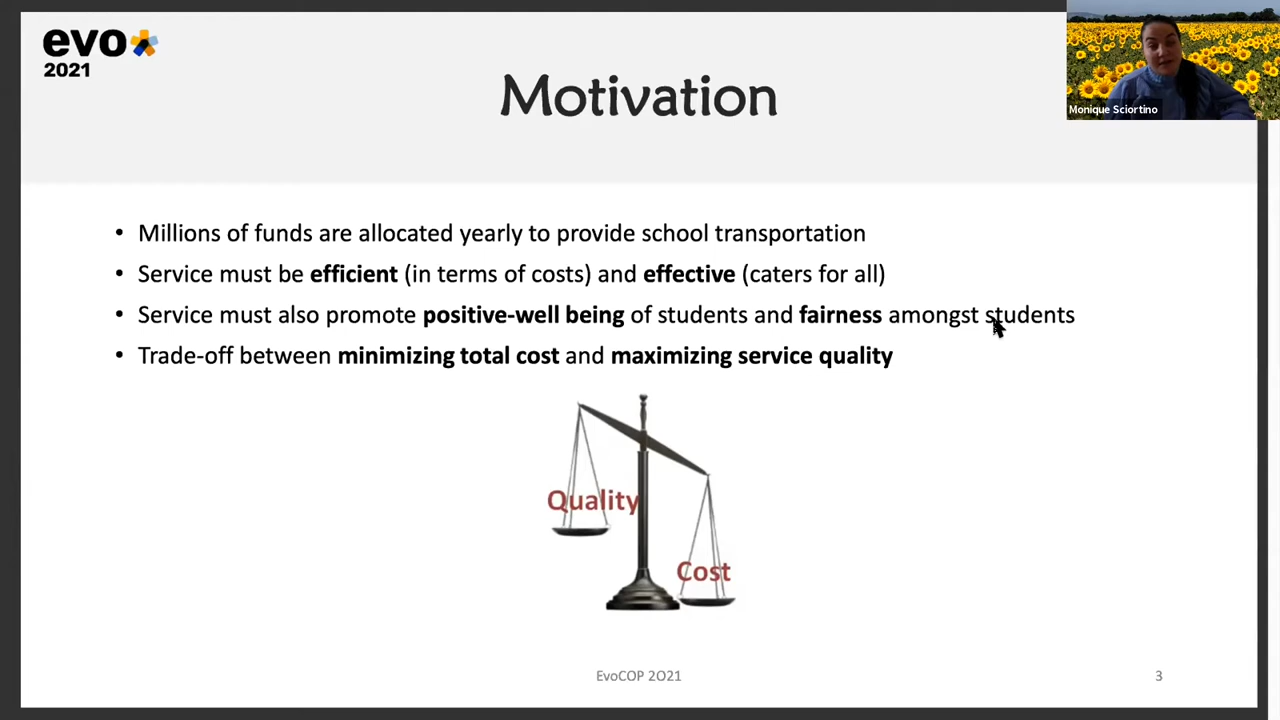 evo*
2021
Motivation
Monique Sciortino
• Millions of funds are allocated yearly to provide school transportation
• Service must be efficient (in terms of costs) and effective (caters for all)
• Service must also promote positive-well being of students and fairness amongst students
• Trade-off between minimizing total cost and maximizing service quality
Quality
Cost
EvoCOP 2O21
3